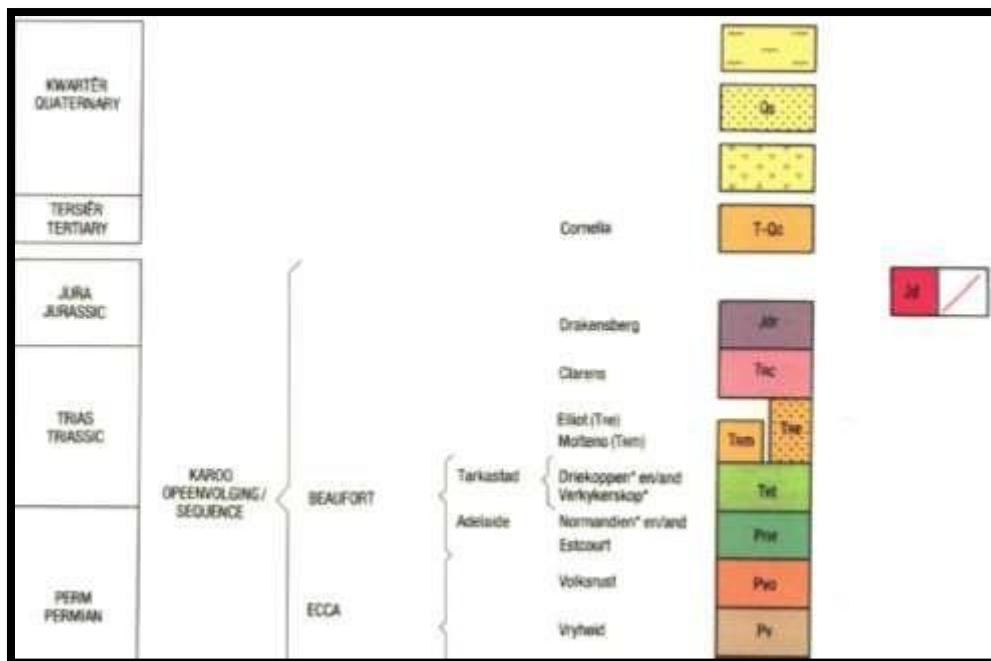 KWARTÊR
QUATERNARY
Qs
TERSIÊR
TERTIARY
Cornelia
T-Qc
JURA
JURASSIC
Jd
Drakensberg
Jdr
Clarens
TRc
TRIAS
TRIASSIC
Elliot (TRe)
Molteno (TRm)
TRm
TRe
KAROO
OPEENVOLGING /
SEQUENCE
BEAUFORT
Tarkastad
Driekoppen* en/and
Verkykerskop*
TRt
Adelaide
Normandien* en/and
Estcourt
PERM
PERMIAN
ECCA
Volksrust
Pvo
Vryheid
Pv